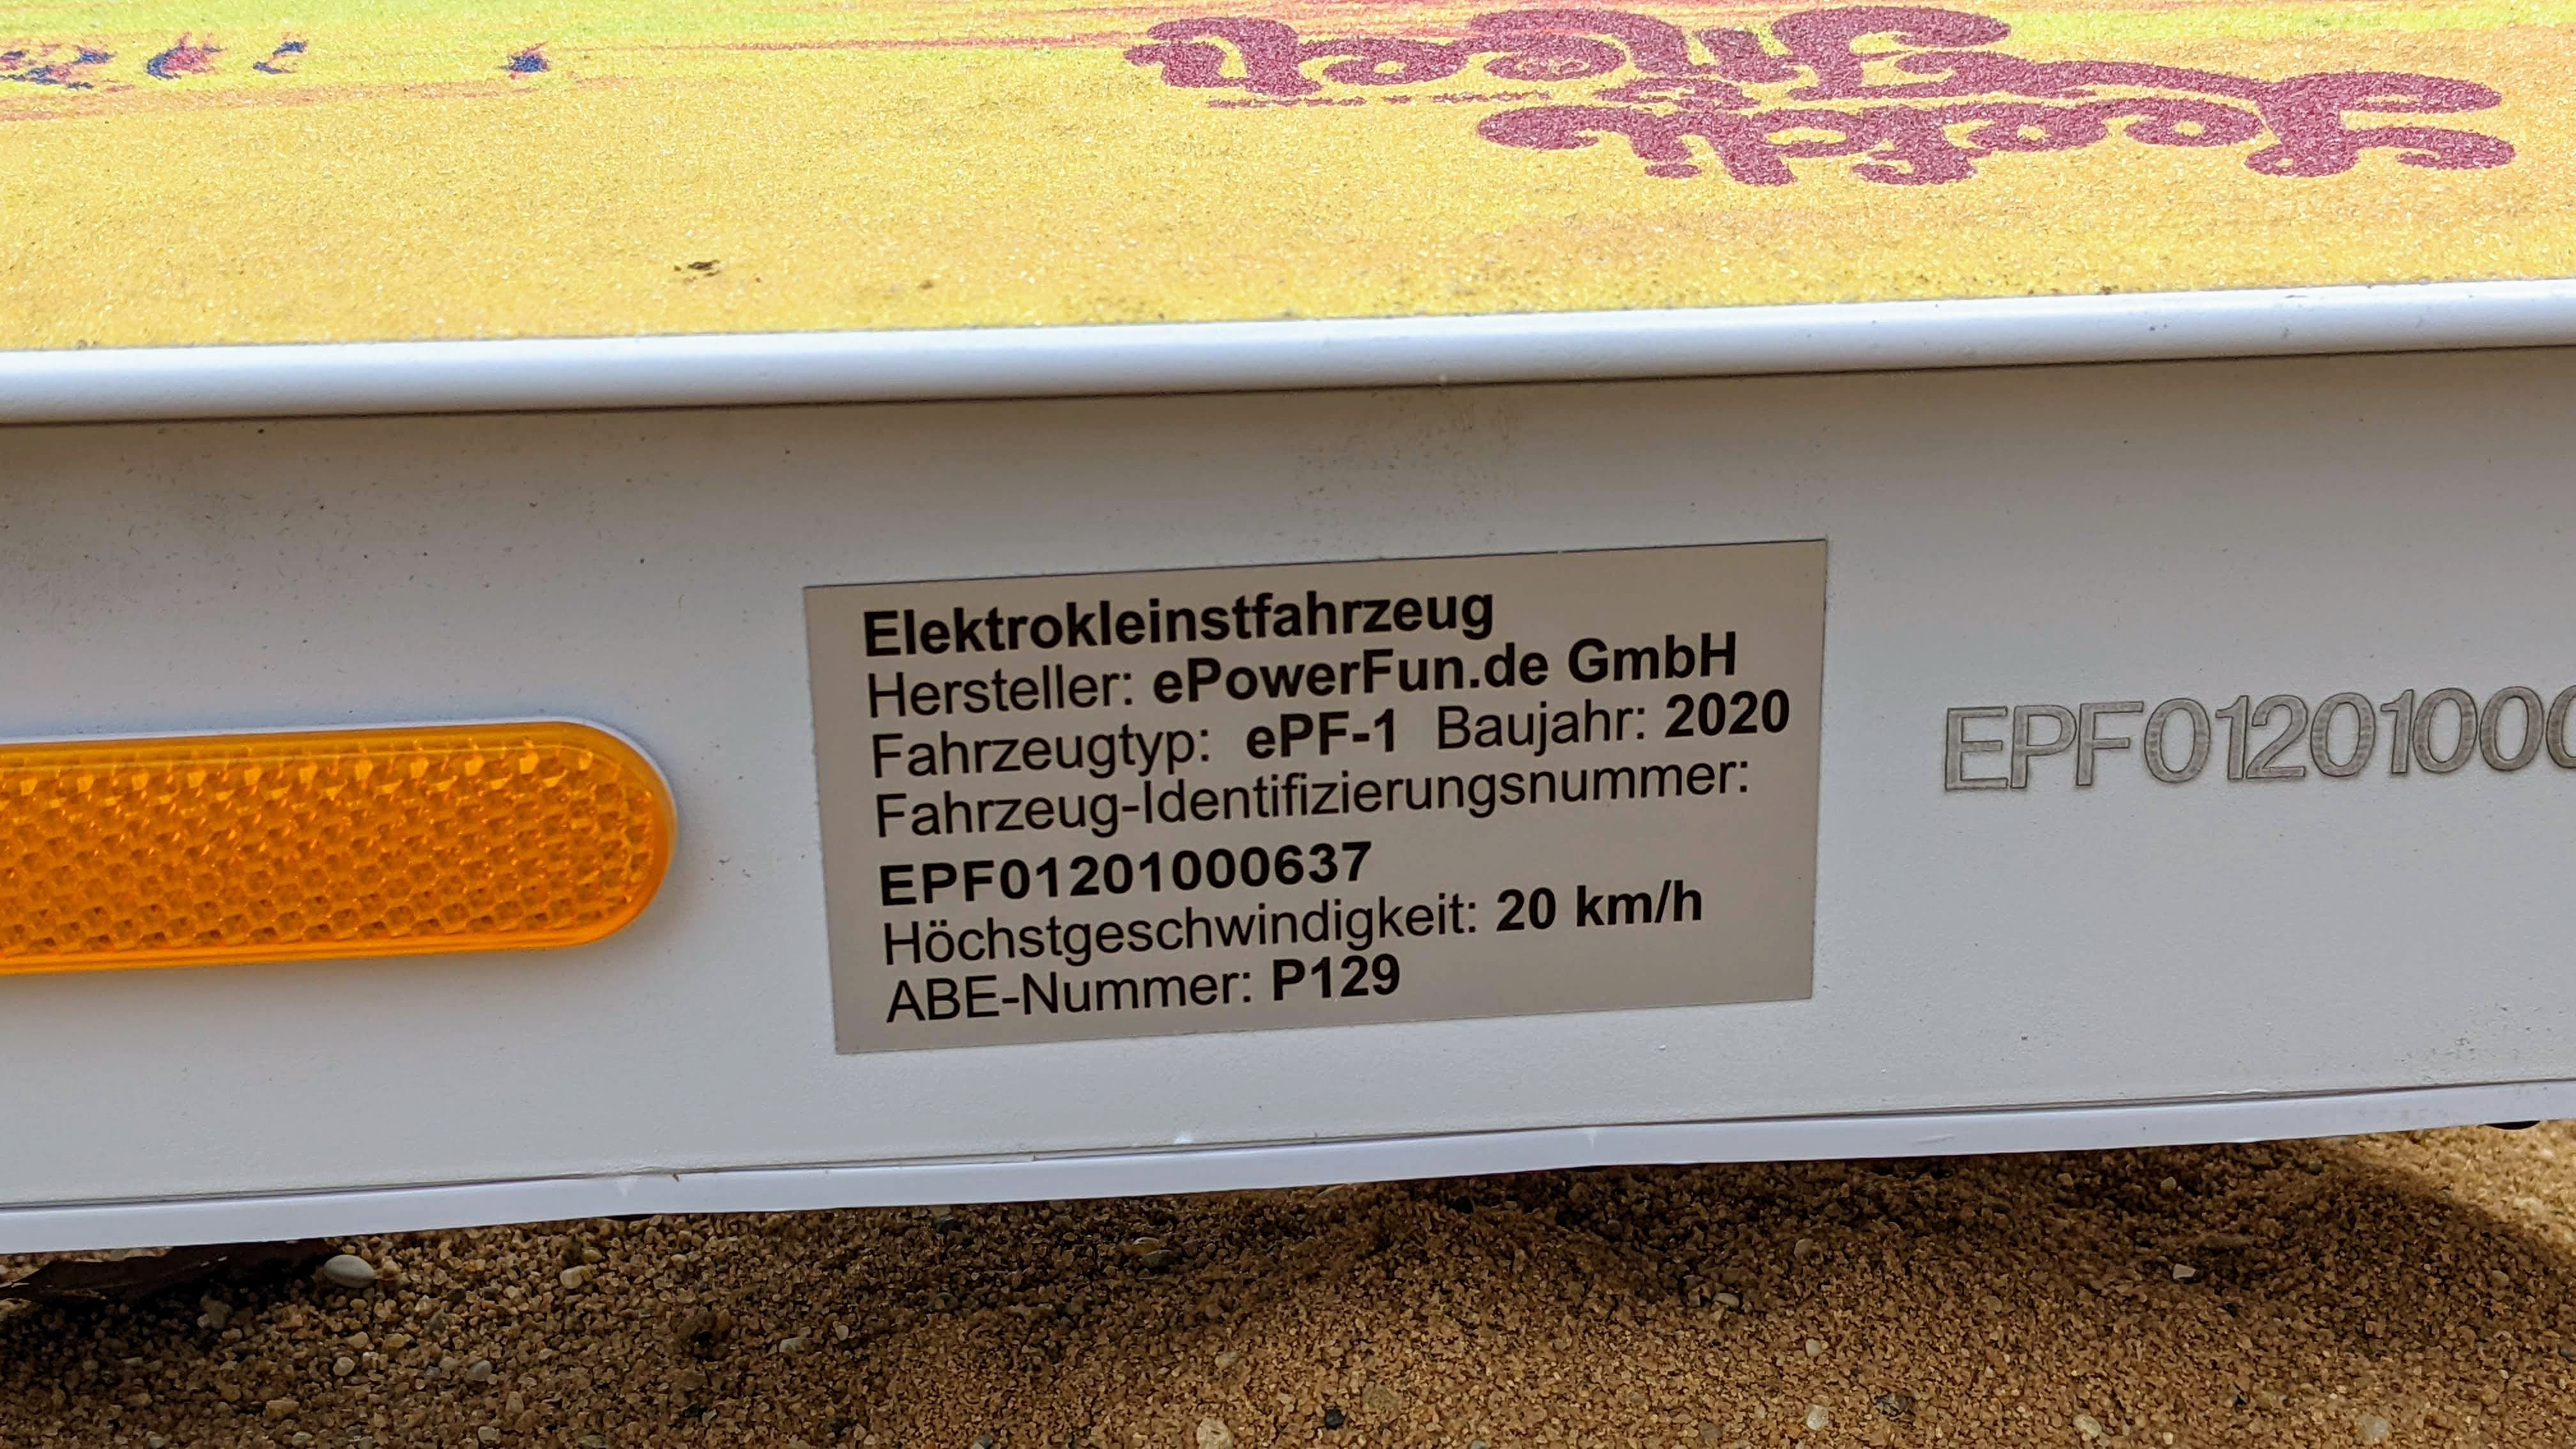 Elektrokleinstfahrzeug
Hersteller: ePowerFun.de GmbH
Fahrzeugtyp: ePF-1 Baujahr: 2020
Fahrzeug-Identifizierungsnummer:
EPF01201000637
Höchstgeschwindigkeit: 20 km/h
ABE-Nummer: P129
EPF01201000